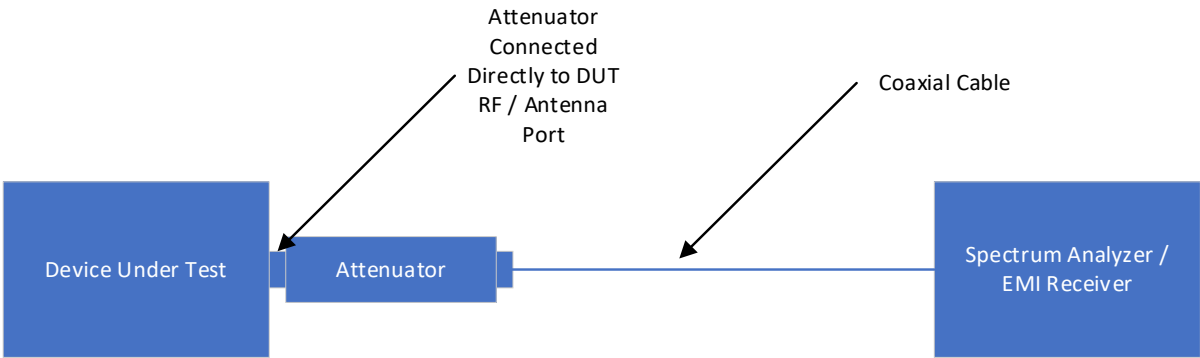 Attenuator
Connected
Directly to DUT
RF / Antenna
Port
Coaxial Cable
Device Under Test
Attenuator
Spectrum Analyzer /
EMI Receiver